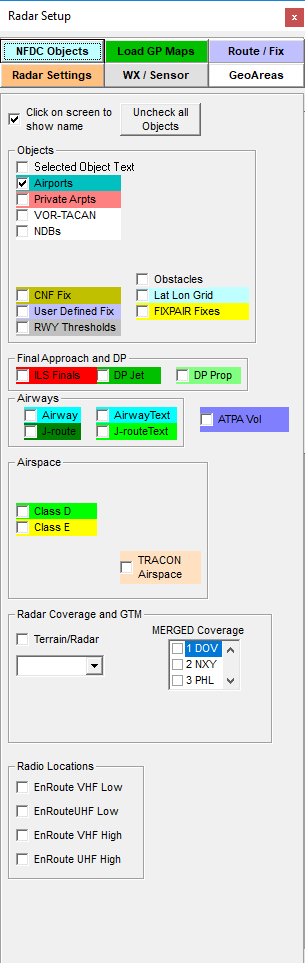 Radar Setup
NFDC Objects Load GP Maps Route / Fix
Radar Settings WX / Sensor GeoAreas
Click on screen to
show name
Uncheck all
Objects
Objects
Selected Object Text
Airports
Private Arpts
VOR-TACAN
NDBs
Obstacles
CNF Fix Lat Lon Grid
User Defined Fix FIXPAIR Fixes
RWY Thresholds
Final Approach and DP
ILS Finals DP Jet DP Prop
Airways
Airway AirwayText ATPA Vol
J-route J-routeText
Airspace
Class D
Class E
TRACON
Airspace
Radar Coverage and GTM
Terrain/Radar MERGED Coverage
1 DOV
2 NXY
3 PHL
Radio Locations
EnRoute VHF Low
EnRouteUHF Low
EnRoute VHF High
EnRoute UHF High